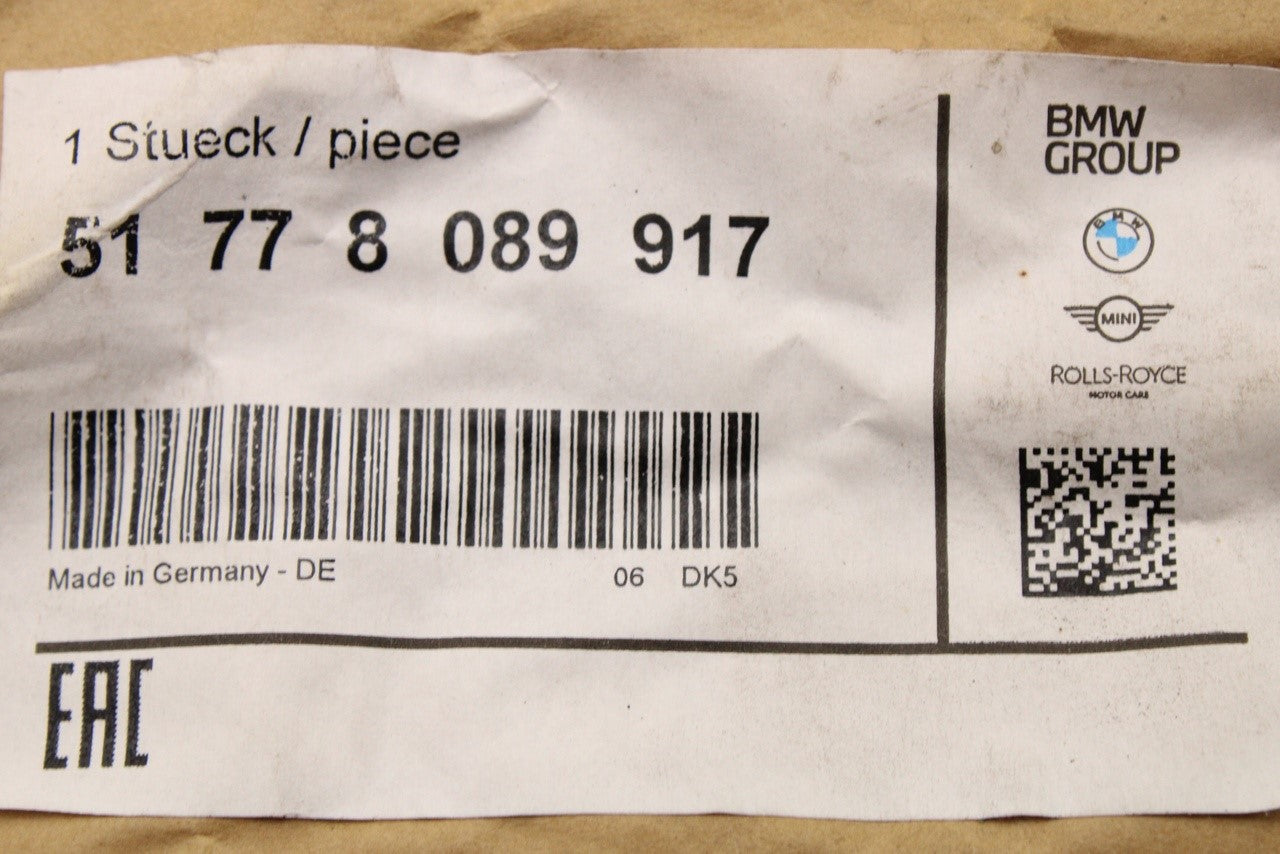 1 Stueck / piece
51 77 8 089 917
Made in Germany - DE
06 DK5
EAC
BMW
GROUP
BMW
MINI
ROLLS-ROYCE
MOTOR CARS